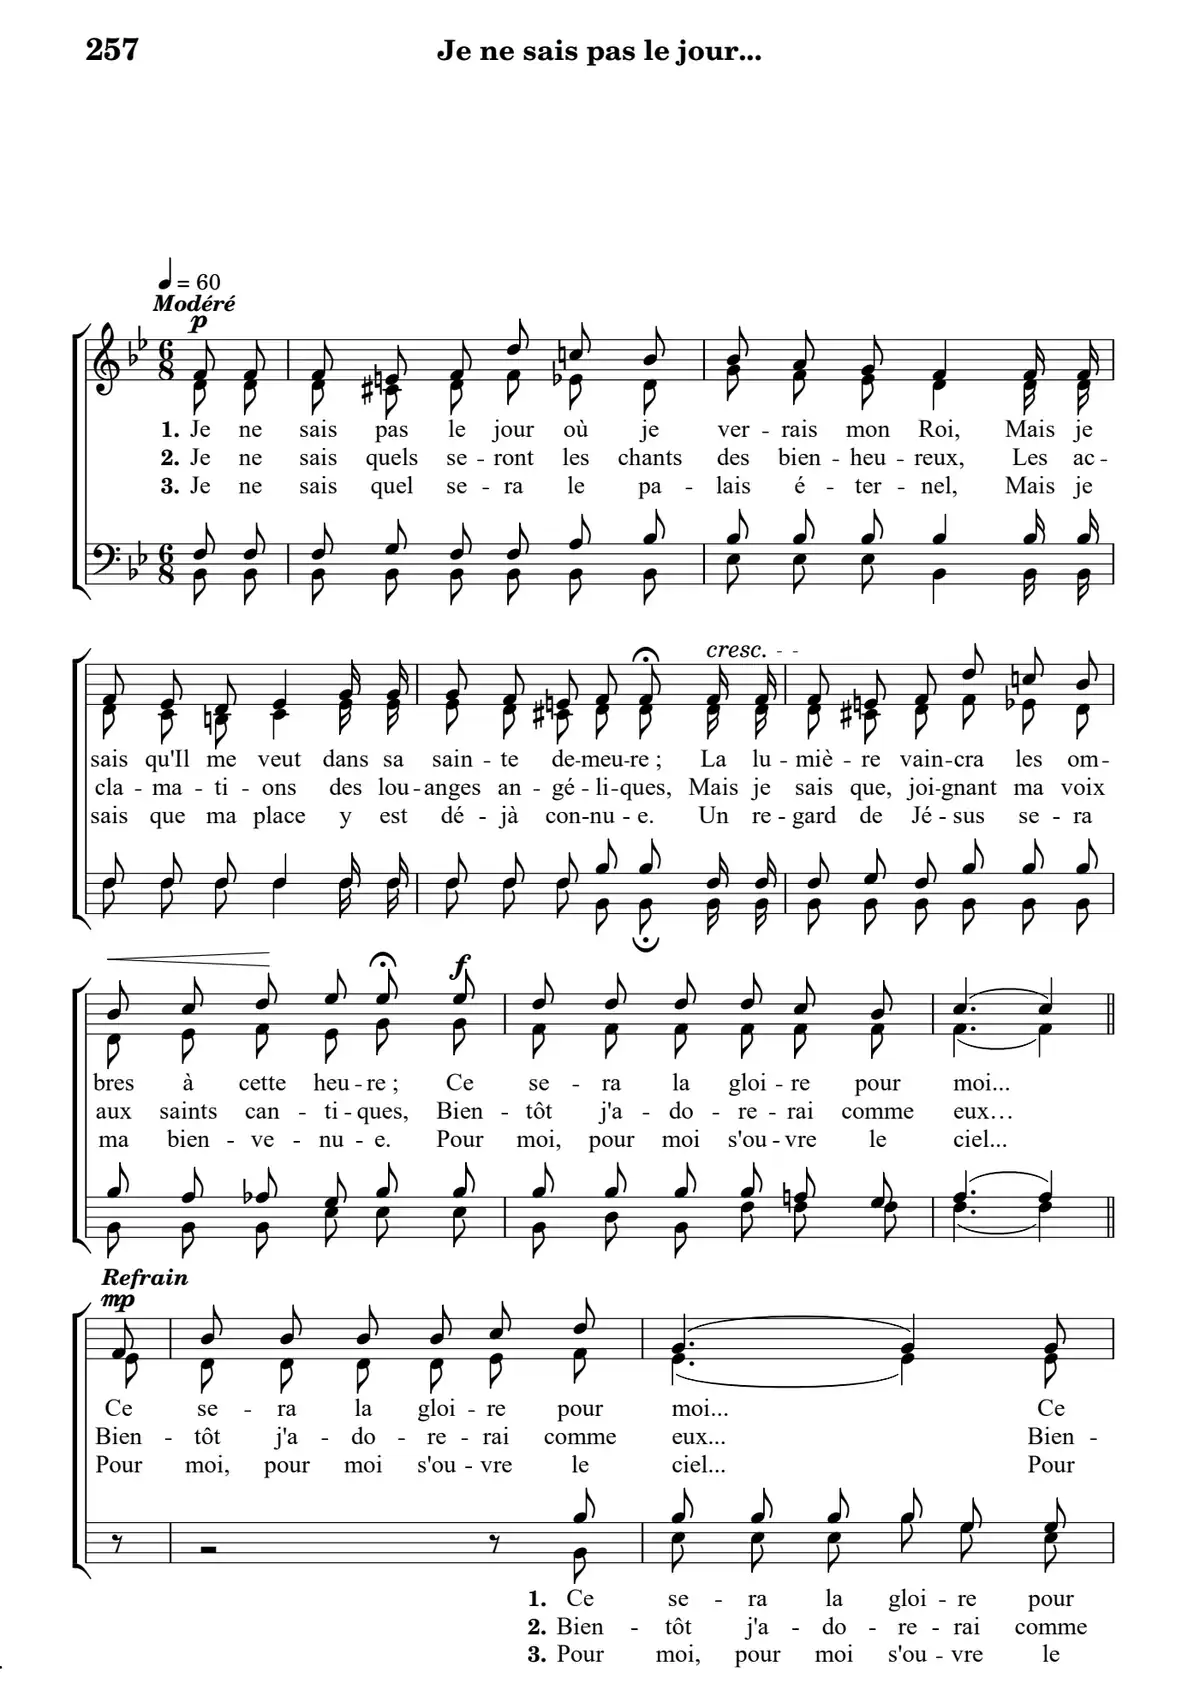 257 Je ne sais pas le jour...
= 60
Modéré
p
1. Je ne sais pas le jour où je ver - rais mon Roi, Mais je
2. Je ne sais quels se - ront les chants des bien - heu - reux, Les ac -
3. Je ne sais quel se - ra le pa - lais é - ter - nel, Mais je
cresc. - -
sais qu'Il me veut dans sa sain - te de-meu-re ; La lu - miè - re vain-cra les om-
cla - ma - ti - ons des lou-anges an - gé - li - ques, Mais je sais que, joi-gnant ma voix
sais que ma place y est dé - jà con-nu - e. Un re - gard de Jé - sus se - ra
f
bres à cette heu - re ; Ce se - ra la gloi - re pour moi...
aux saints can - ti - ques, Bien - tôt j'a - do - re - rai comme eux…
ma bien - ve - nu - e. Pour moi, pour moi s'ou - vre le ciel...
Refrain
mp
Ce se - ra la gloi - re pour moi... Ce
Bien - tôt j'a - do - re - rai comme eux... Bien -
Pour moi, pour moi s'ou - vre le ciel... Pour
1. Ce se - ra la gloi - re pour
2. Bien - tôt j'a - do - re - rai comme
3. Pour moi, pour moi s'ou - vre le